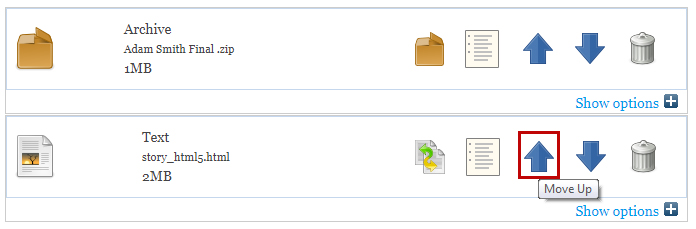 Archive
Adam Smith Final .zip
1MB
Show options
Text
story_html5.html
2MB
Move Up
Show options